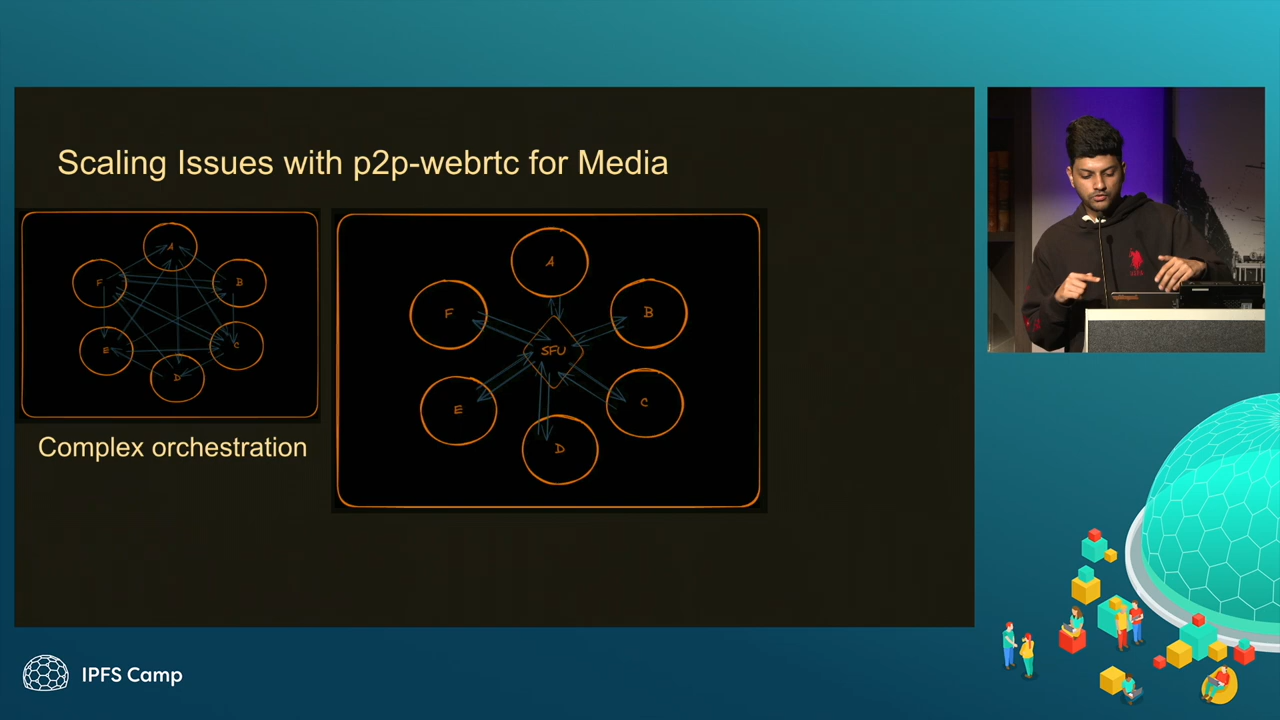 Scaling Issues with p2p-webrtc for Media
A
F
B
E
C
D
Complex orchestration
A
F
B
SFU
E
C
D
IPFS Camp